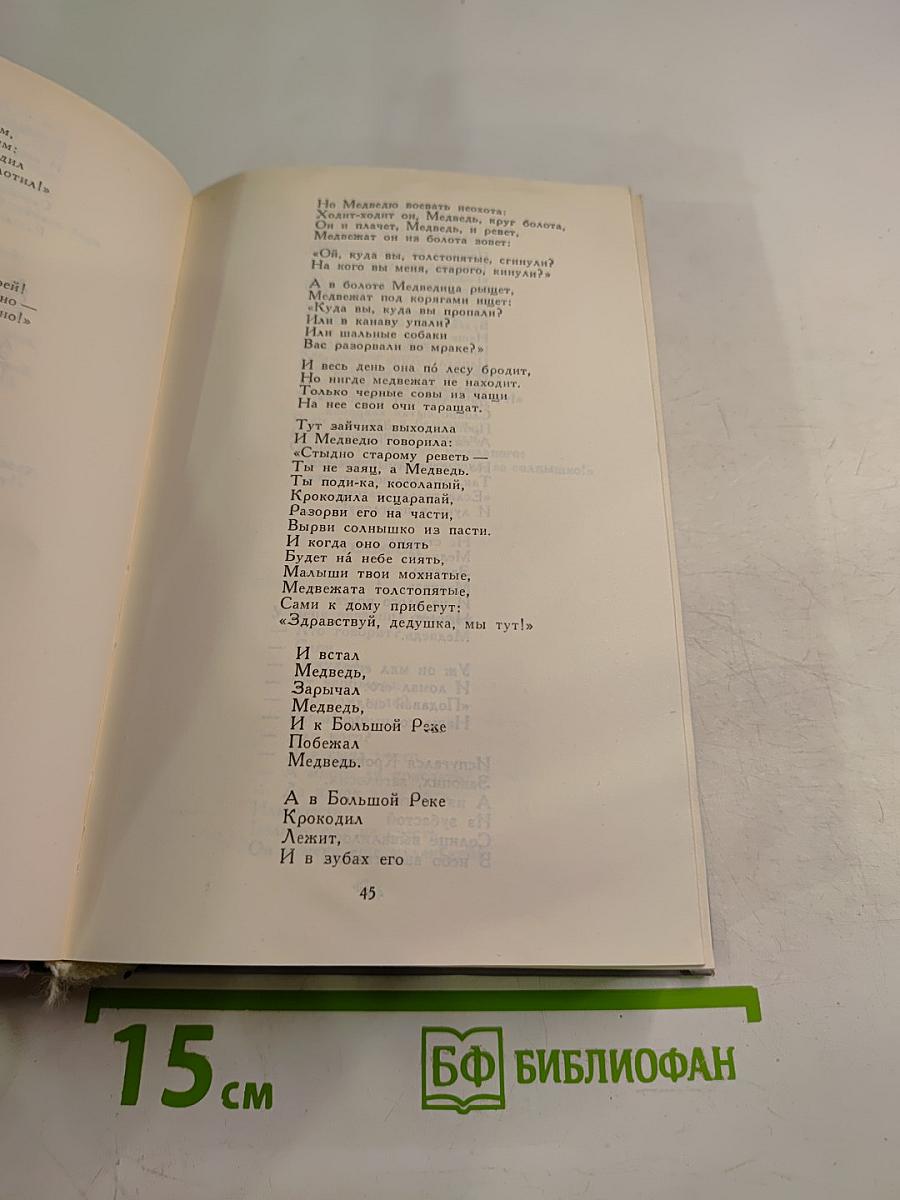 м,
ем:
дил
лотил!»
рей!
но —
но!»
Но Медведю воевать неохота:
Ходит-ходит он, Медведь, круг болота,
Он и плачет, Медведь, и ревет,
Медвежат он из болота зовет:
«Ой, куда вы, толстопятые, сгинули?
На кого вы меня, старого, кинули?»
А в болоте Медведица рыщет,
Медвежат под корягами ищет:
«Куда вы, куда вы пропали?
Или в канаву упали?
Или шальные собаки
Вас разорвали во мраке?»
И весь день она по́ лесу бродит,
Но нигде медвежат не находит.
Только черные совы из чащи
На нее свои очи таращат.
Тут зайчиха выходила
И Медведю говорила:
«Стыдно старому реветь —
Ты не заяц, а Медведь.
Ты поди-ка, косолапый,
Крокодила исцарапай,
Разорви его на части,
Вырви солнышко из пасти.
И когда оно опять
Будет на́ небе сиять,
Малыши твои мохнатые,
Медвежата толстопятые,
Сами к дому прибегут:
«Здравствуй, дедушка, мы тут!»
И встал
Медведь,
Зарычал
Медведь,
И к Большой Реке
Побежал
Медведь.
А в Большой Реке
Крокодил
Лежит,
И в зубах его
45
15 см
БФ БИБЛИОФАН